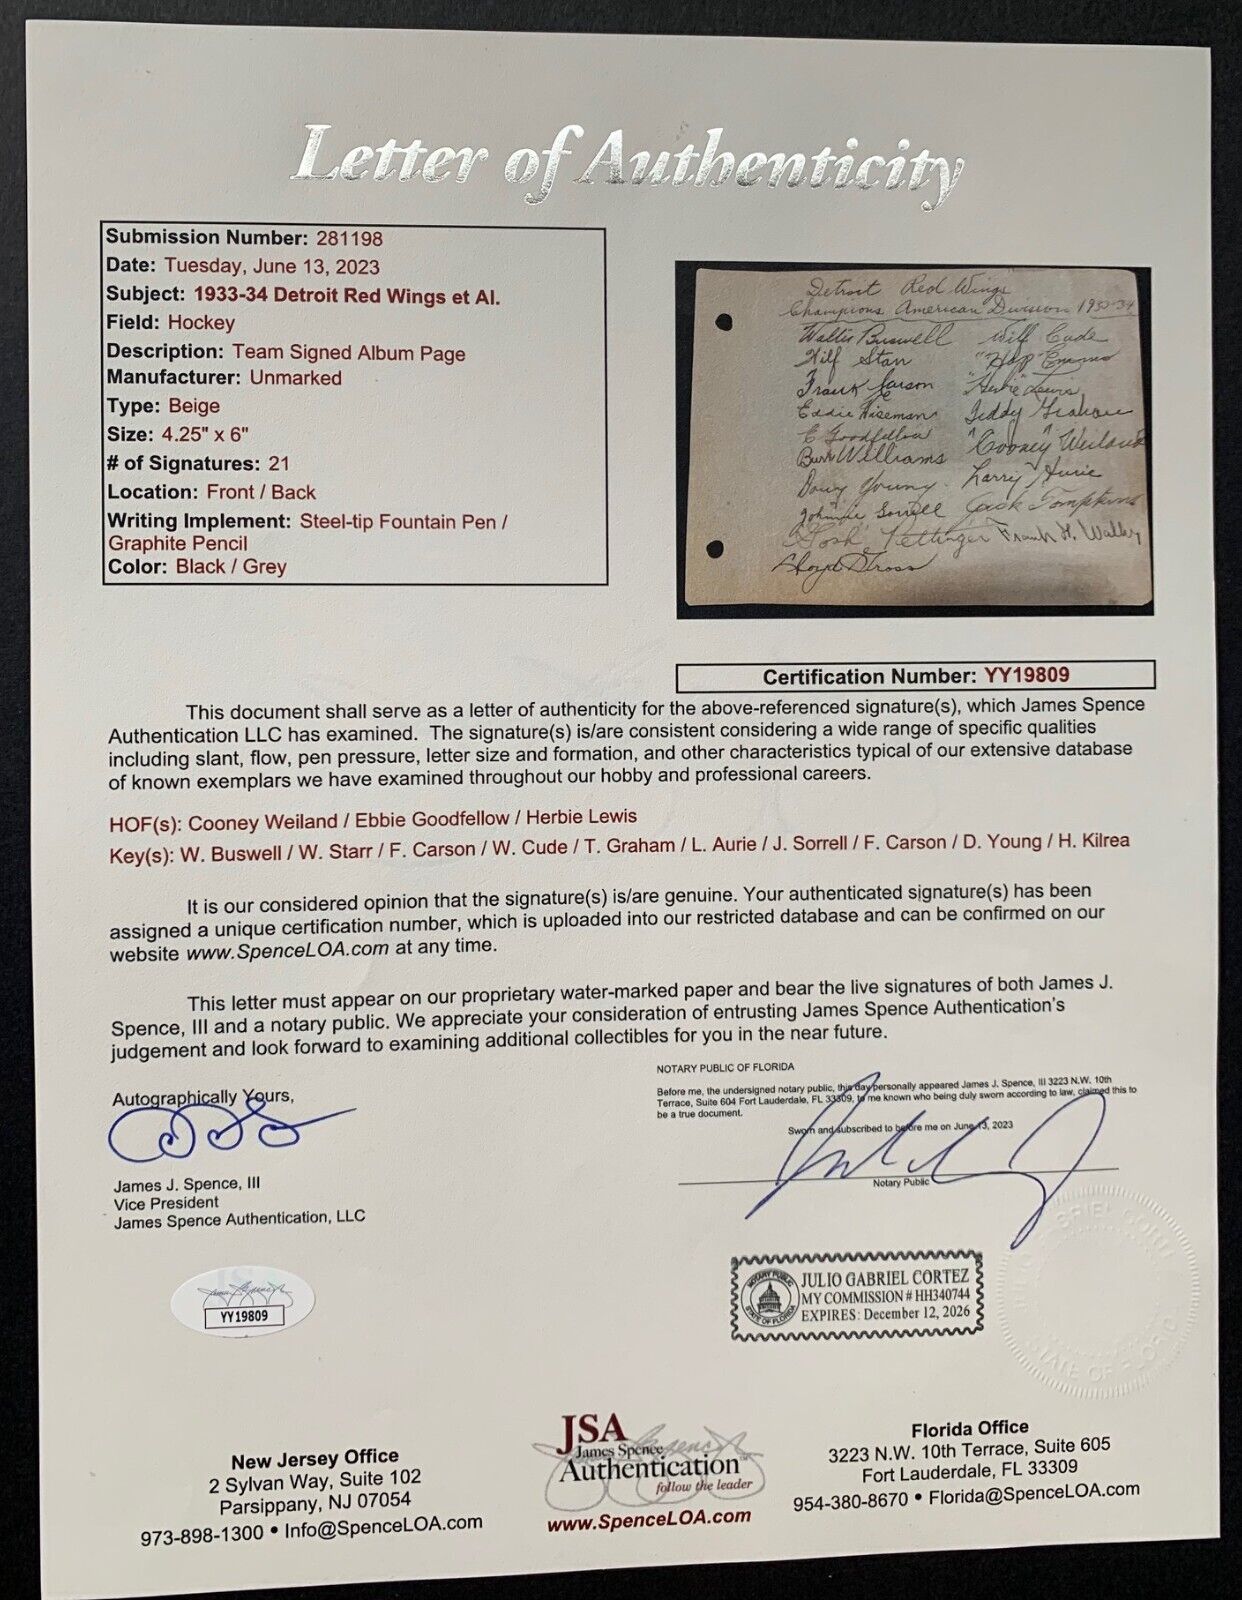 Letter of Authenticity
Submission Number: 281198
Date: Tuesday, June 13, 2023
Subject: 1933-34 Detroit Red Wings et Al.
Field: Hockey
Description: Team Signed Album Page
Manufacturer: Unmarked
Type: Beige
Size: 4.25" x 6"
# of Signatures: 21
Location: Front / Back
Writing Implement: Steel-tip Fountain Pen /
Graphite Pencil
Color: Black / Grey
Detroit Red Wings
Champions American Division 1933-34
Walter Buswell Wilf Cude
Wilf Starr "Hap" Emms
Frank Carson "Herbie" Lewis
Eddie Wiseman Teddy Graham
E Goodfellow "Cooney" Weiland
Burr Williams Larry Aurie
Doug Young Jack Tompkins
Johnnie Sorrell Frank H. Walker
"Gosh" Pettinger
Lloyd Gross
Certification Number: YY19809
This document shall serve as a letter of authenticity for the above-referenced signature(s), which James Spence
Authentication LLC has examined. The signature(s) is/are consistent considering a wide range of specific qualities
including slant, flow, pen pressure, letter size and formation, and other characteristics typical of our extensive database
of known exemplars we have examined throughout our hobby and professional careers.
HOF(s): Cooney Weiland / Ebbie Goodfellow / Herbie Lewis
Key(s): W. Buswell / W. Starr / F. Carson / W. Cude / T. Graham / L. Aurie / J. Sorrell / F. Carson / D. Young / H. Kilrea
It is our considered opinion that the signature(s) is/are genuine. Your authenticated signature(s) has been
assigned a unique certification number, which is uploaded into our restricted database and can be confirmed on our
website www.SpenceLOA.com at any time.
This letter must appear on our proprietary water-marked paper and bear the live signatures of both James J.
Spence, III and a notary public. We appreciate your consideration of entrusting James Spence Authentication's
judgement and look forward to examining additional collectibles for you in the near future.
NOTARY PUBLIC OF FLORIDA
Before me, the undersigned notary public, this day personally appeared James J. Spence, III 3223 N.W. 10th
Terrace, Suite 604 Fort Lauderdale, FL 33309, to me known who being duly sworn according to law, claimed this to
be a true document.
Sworn and subscribed to before me on June 13, 2023
Notary Public
Autographically Yours,
James J. Spence, III
Vice President
James Spence Authentication, LLC
YY19809
NOTARY PUBLIC
STATE OF FLORIDA
JULIO GABRIEL CORTEZ
MY COMMISSION # HH340744
EXPIRES: December 12, 2026
GABRIEL CORTEZ
STATE OF FLORIDA
New Jersey Office
2 Sylvan Way, Suite 102
Parsippany, NJ 07054
973-898-1300 • Info@SpenceLOA.com
JSA
James Spence
Authentication
follow the leader
www.SpenceLOA.com
Florida Office
3223 N.W. 10th Terrace, Suite 605
Fort Lauderdale, FL 33309
954-380-8670 • Florida@SpenceLOA.com